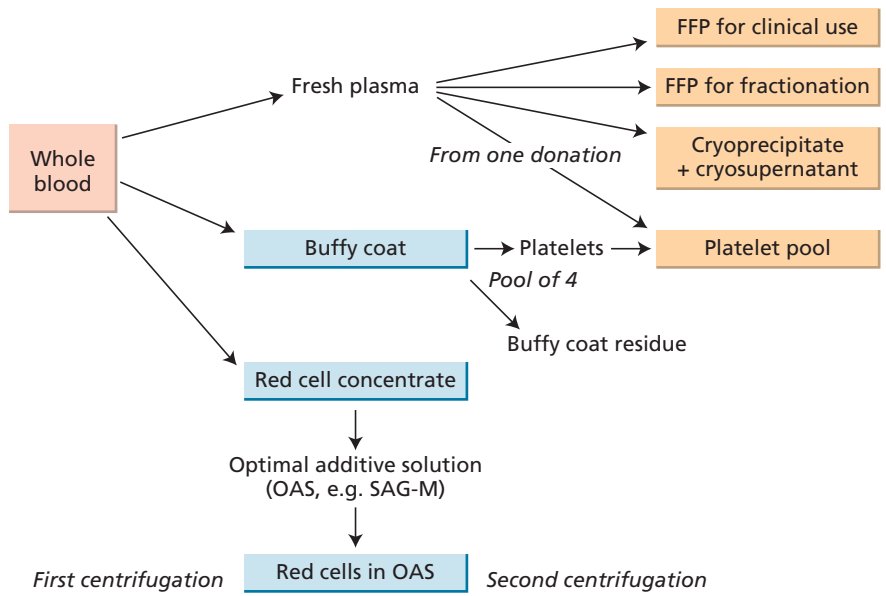 FFP for clinical use
Fresh plasma
FFP for fractionation
Whole
blood
From one donation
Cryoprecipitate
+ cryosupernatant
Buffy coat
Platelets
Platelet pool
Pool of 4
Buffy coat residue
Red cell concentrate
Optimal additive solution
(OAS, e.g. SAG-M)
First centrifugation
Red cells in OAS
Second centrifugation